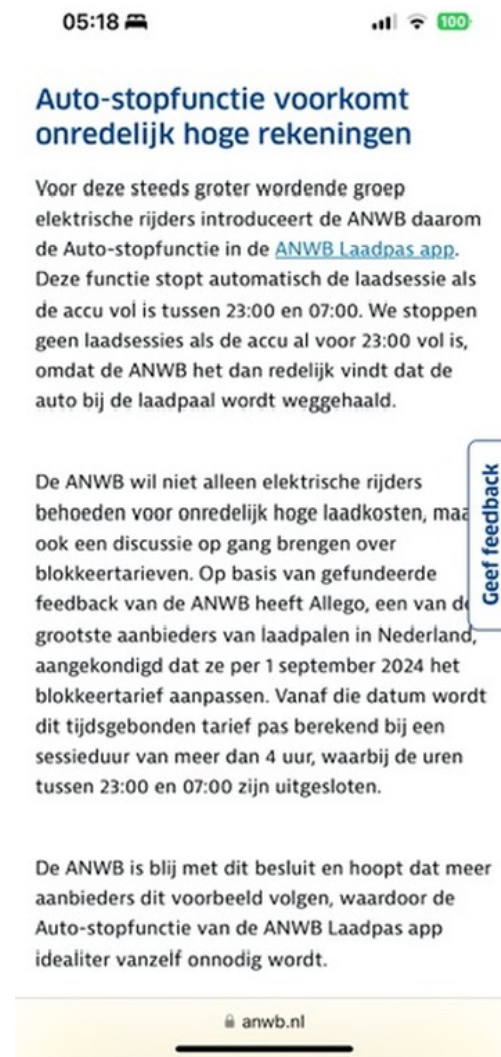 05:18
100
Auto-stopfunctie voorkomt
onredelijk hoge rekeningen
Voor deze steeds groter wordende groep
elektrische rijders introduceert de ANWB daarom
de Auto-stopfunctie in de ANWB Laadpas app.
Deze functie stopt automatisch de laadsessie als
de accu vol is tussen 23:00 en 07:00. We stoppen
geen laadsessies als de accu al voor 23:00 vol is,
omdat de ANWB het dan redelijk vindt dat de
auto bij de laadpaal wordt weggehaald.
De ANWB wil niet alleen elektrische rijders
behoeden voor onredelijk hoge laadkosten, maa
ook een discussie op gang brengen over
blokkeertarieven. Op basis van gefundeerde
feedback van de ANWB heeft Allego, een van de
grootste aanbieders van laadpalen in Nederland,
aangekondigd dat ze per 1 september 2024 het
blokkeertarief aanpassen. Vanaf die datum wordt
dit tijdsgebonden tarief pas berekend bij een
sessieduur van meer dan 4 uur, waarbij de uren
tussen 23:00 en 07:00 zijn uitgesloten.
Geef feedback
De ANWB is blij met dit besluit en hoopt dat meer
aanbieders dit voorbeeld volgen, waardoor de
Auto-stopfunctie van de ANWB Laadpas app
idealiter vanzelf onnodig wordt.
anwb.nl